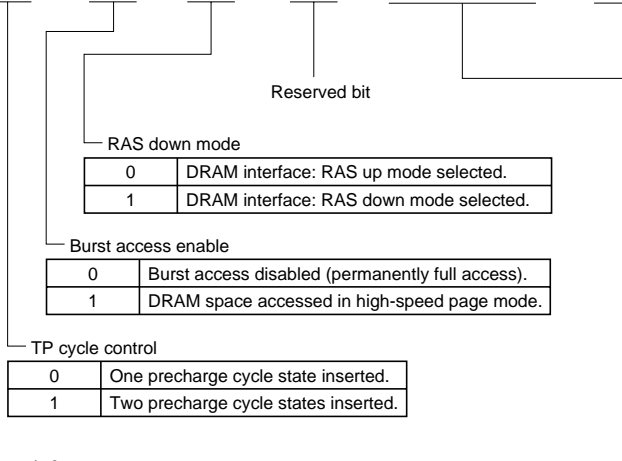 Reserved bit
RAS down mode
0 DRAM interface: RAS up mode selected.
1 DRAM interface: RAS down mode selected.
Burst access enable
0 Burst access disabled (permanently full access).
1 DRAM space accessed in high-speed page mode.
TP cycle control
0 One precharge cycle state inserted.
1 Two precharge cycle states inserted.